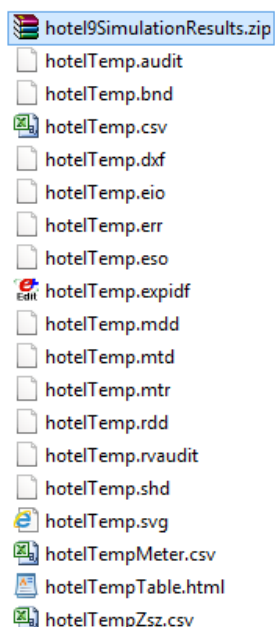 hotel9SimulationResults.zip
hotelTemp.audit
hotelTemp.bnd
hotelTemp.csv
hotelTemp.dxf
hotelTemp.eio
hotelTemp.err
hotelTemp.eso
Edit hotelTemp.expidf
hotelTemp.mdd
hotelTemp.mtd
hotelTemp.mtr
hotelTemp.rdd
hotelTemp.rvaudit
hotelTemp.shd
hotelTemp.svg
hotelTempMeter.csv
hotelTempTable.html
hotelTempZsz.csv